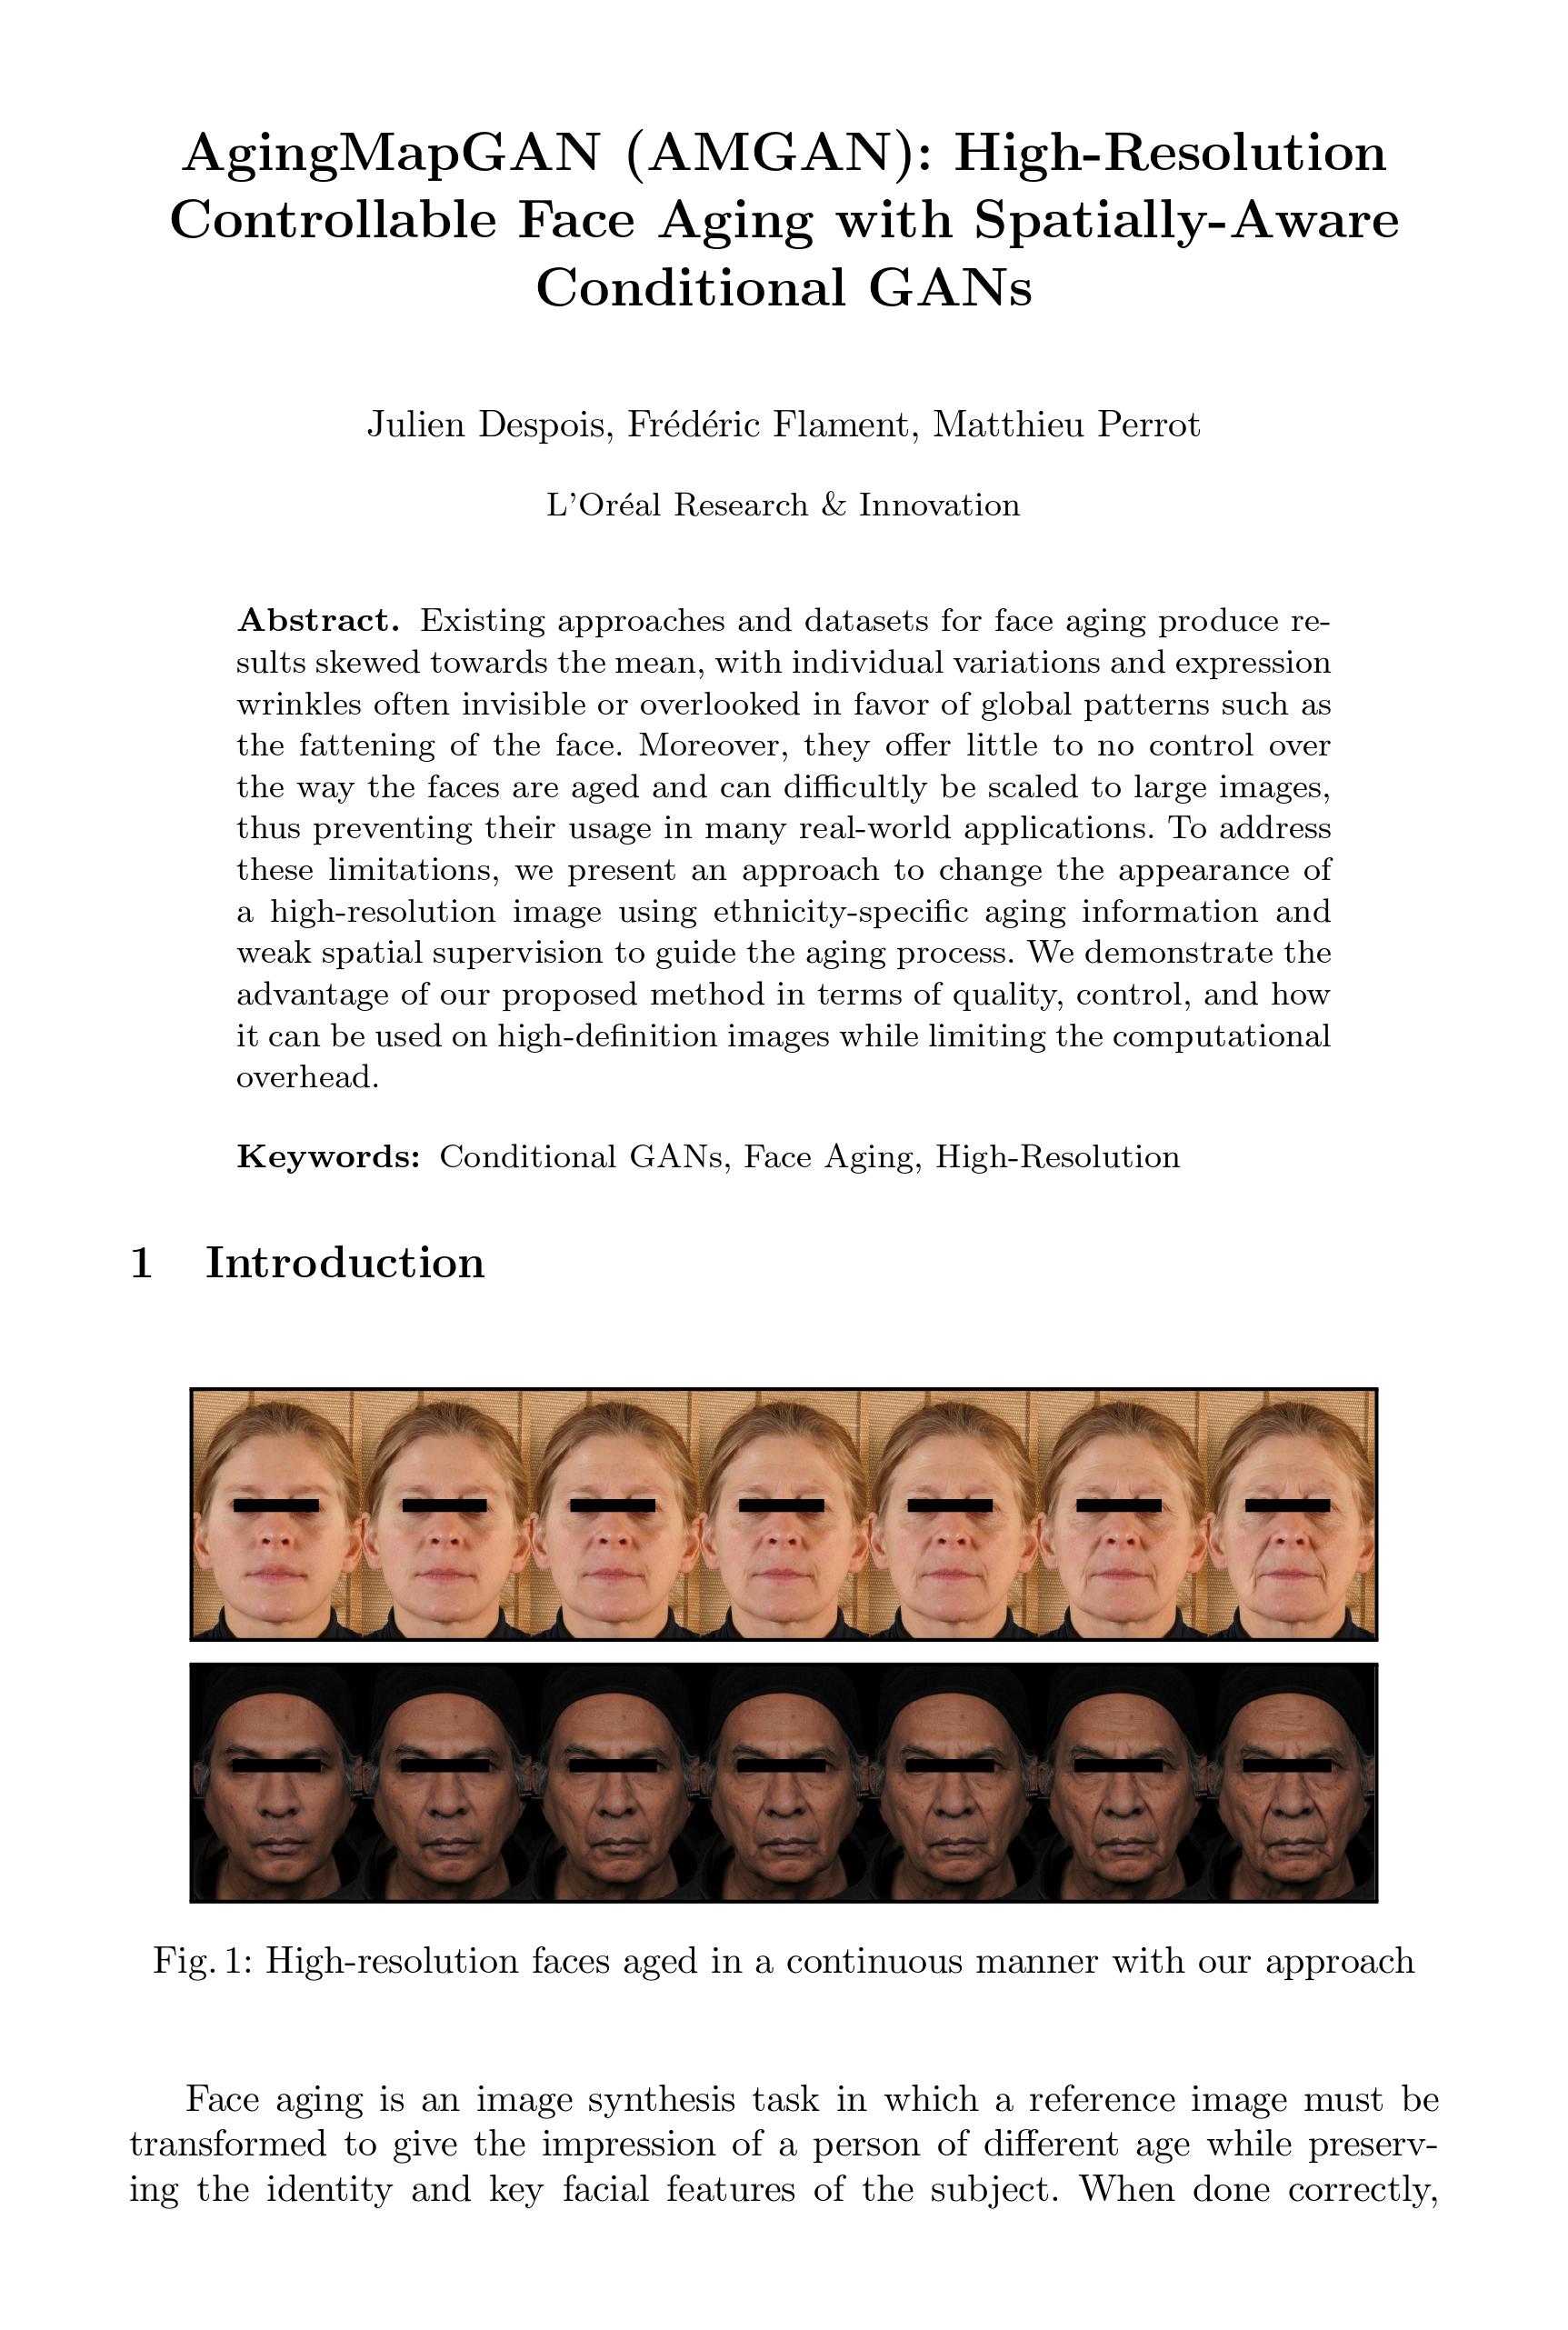 AgingMapGAN (AMGAN): High-Resolution
Controllable Face Aging with Spatially-Aware
Conditional GANs
Julien Despois, Frédéric Flament, Matthieu Perrot
L'Oréal Research & Innovation
Abstract. Existing approaches and datasets for face aging produce re-
sults skewed towards the mean, with individual variations and expression
wrinkles often invisible or overlooked in favor of global patterns such as
the fattening of the face. Moreover, they offer little to no control over
the way the faces are aged and can difficultly be scaled to large images,
thus preventing their usage in many real-world applications. To address
these limitations, we present an approach to change the appearance of
a high-resolution image using ethnicity-specific aging information and
weak spatial supervision to guide the aging process. We demonstrate the
advantage of our proposed method in terms of quality, control, and how
it can be used on high-definition images while limiting the computational
overhead.
Keywords: Conditional GANs, Face Aging, High-Resolution
1 Introduction
Fig. 1: High-resolution faces aged in a continuous manner with our approach
Face aging is an image synthesis task in which a reference image must be
transformed to give the impression of a person of different age while preserv-
ing the identity and key facial features of the subject. When done correctly,